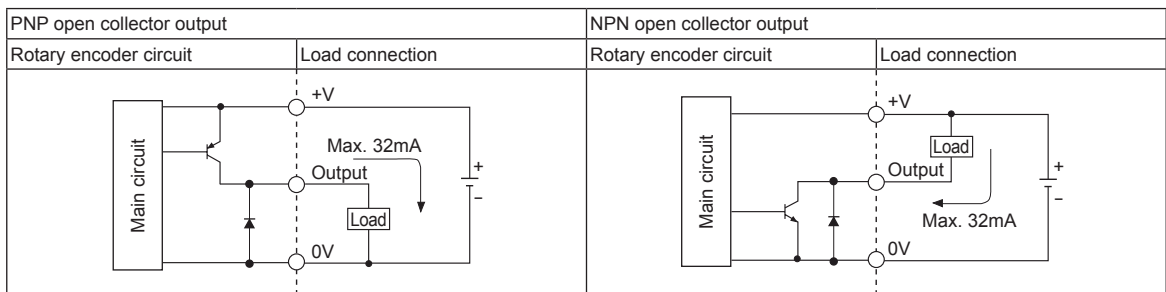 PNP open collector output
NPN open collector output
Rotary encoder circuit
Load connection
Rotary encoder circuit
Load connection
Main circuit
+V
Max. 32mA
Output
Load
0V
+
−
Main circuit
+V
Load
Output
Max. 32mA
0V
+
−